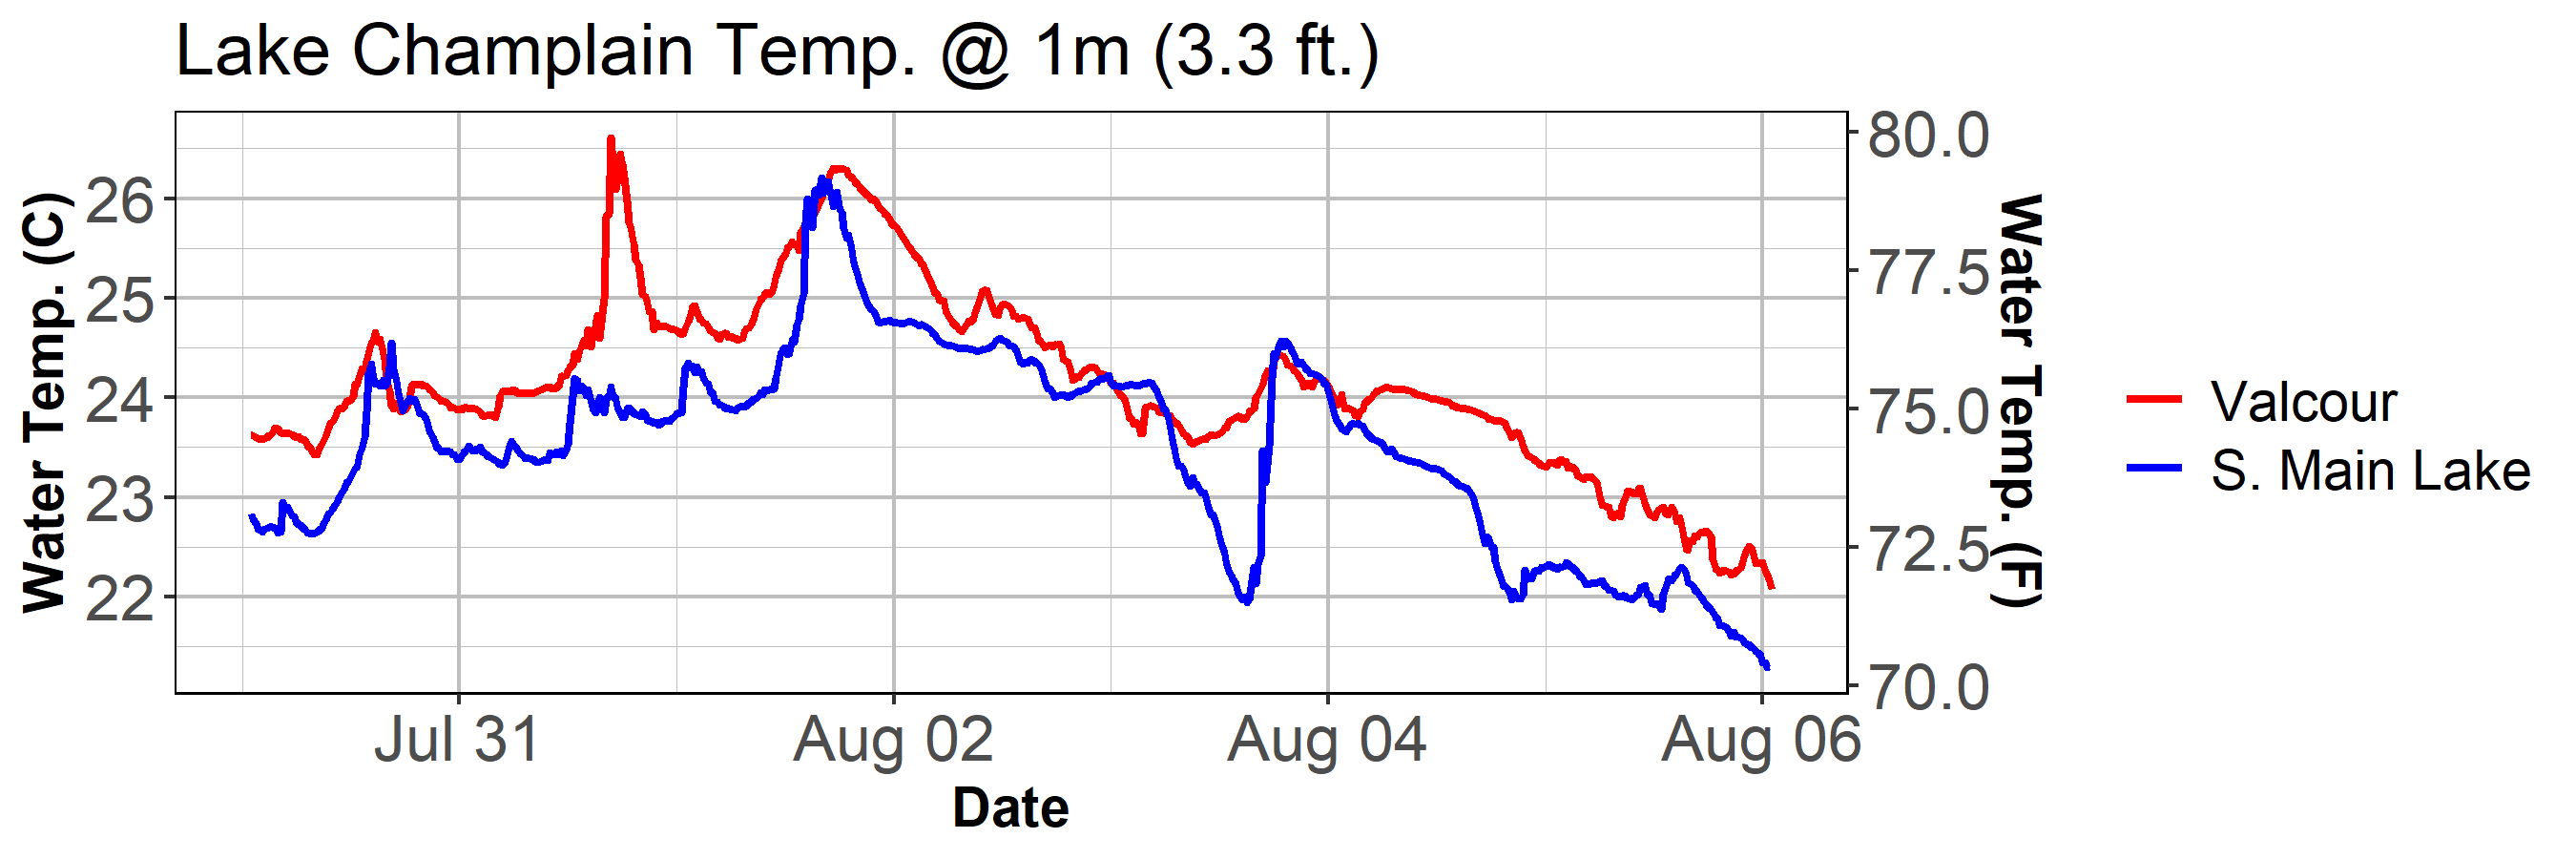 Lake Champlain Temp. @ 1m (3.3 ft.)
Water Temp. (C)
26
25
24
23
22
80.0
77.5
75.0
72.5
70.0
Water Temp. (F)
Jul 31
Aug 02
Aug 04
Aug 06
Date
Valcour
S. Main Lake